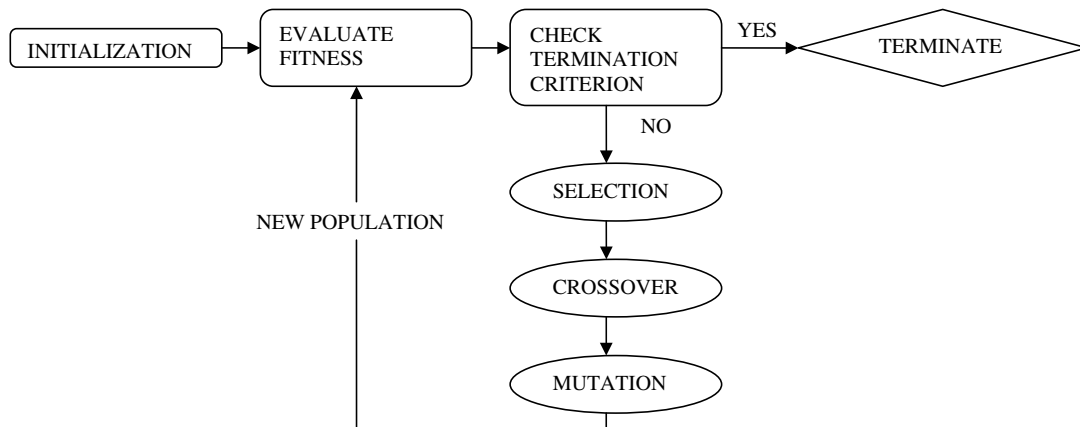 INITIALIZATION
EVALUATE
FITNESS
CHECK
TERMINATION
CRITERION
YES
TERMINATE
NO
SELECTION
NEW POPULATION
CROSSOVER
MUTATION